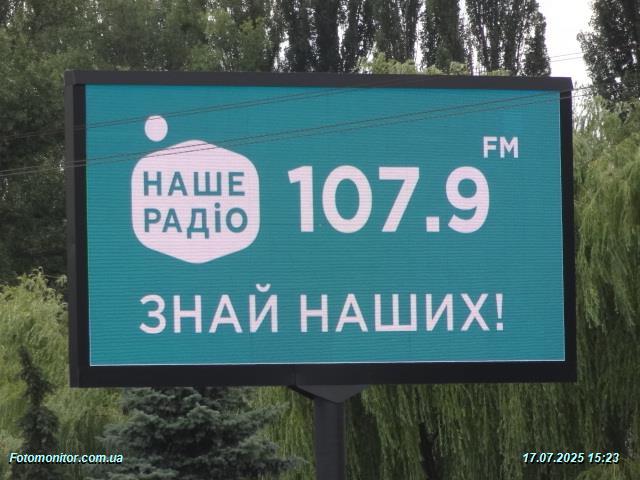 НАШЕ
РАДІО
107.9 FM
ЗНАЙ НАШИХ!
Fotomonitor.com.ua
17.07.2025 15:23